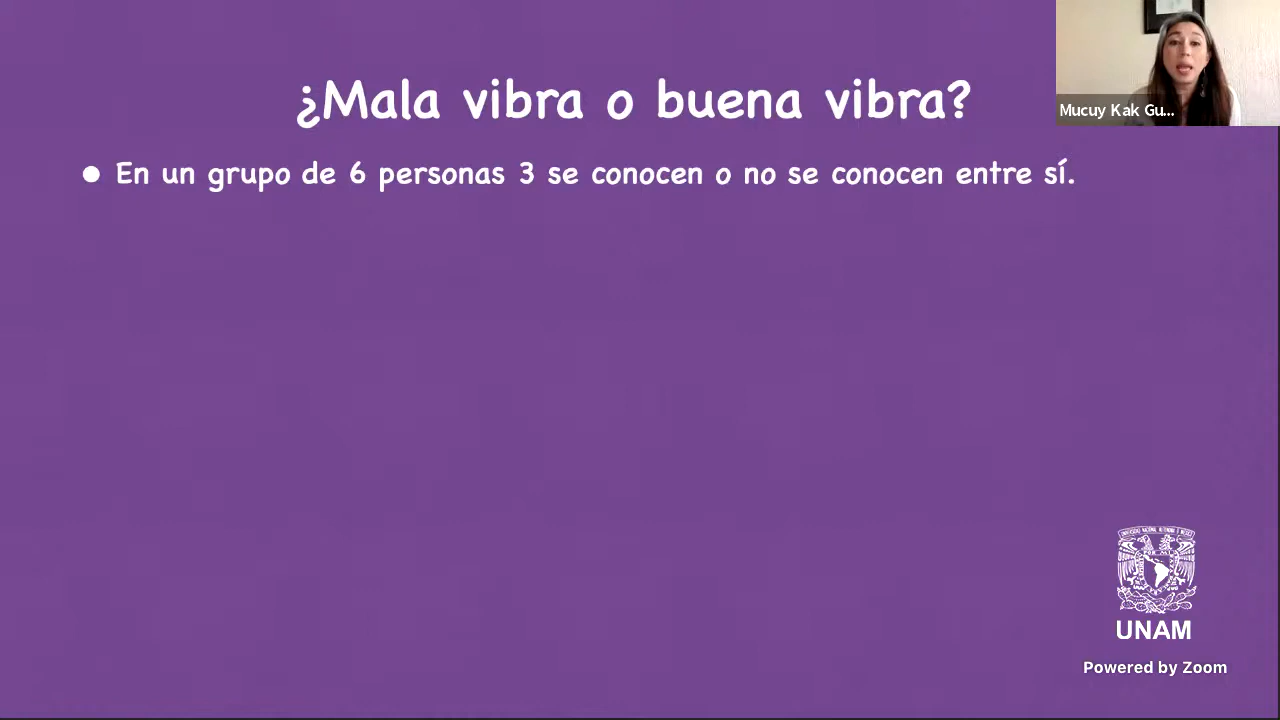 ¿Mala vibra o buena vibra?
Mucuy Kak Gu...
● En un grupo de 6 personas 3 se conocen o no se conocen entre sí.
UNAM
Powered by Zoom